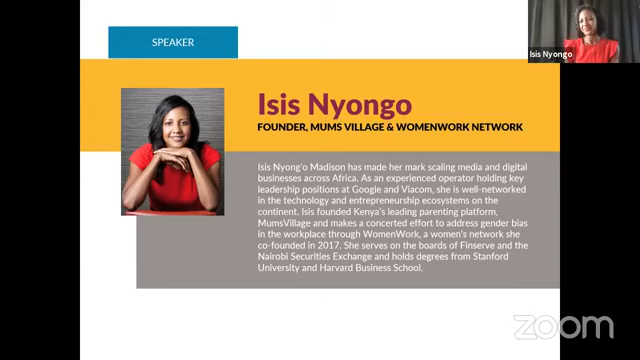 SPEAKER
Isis Nyongo
Isis Nyongo
FOUNDER, MUMS VILLAGE & WOMENWORK NETWORK
Isis Nyong'o Madison has made her mark scaling media and digital
businesses across Africa. As an experienced operator holding key
leadership positions at Google and Viacom, she is well-networked
in the technology and entrepreneurship ecosystems on the
continent. Isis founded Kenya's leading parenting platform,
MumsVillage and makes a concerted effort to address gender bias
in the workplace through WomenWork, a women's network she
co-founded in 2017. She serves on the boards of Finserve and the
Nairobi Securities Exchange and holds degrees from Stanford
University and Harvard Business School.
zoom